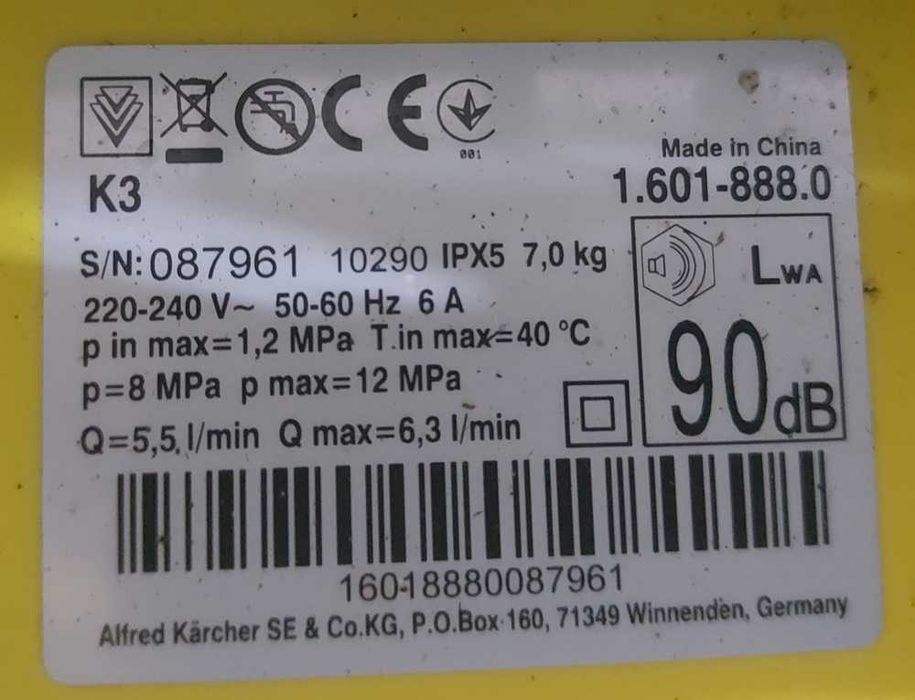 001
Made in China
K3
1.601-888.0
S/N: 087961 10290 IPX5 7,0 kg
220-240 V~ 50-60 Hz 6 A
p in max=1,2 MPa T.in max=40 °C
p=8 MPa p max=12 MPa
Q=5,5 l/min Q max=6,3 l/min
LWA
90dB
16018880087961
Alfred Kärcher SE & Co.KG, P.O.Box 160, 71349 Winnenden, Germany